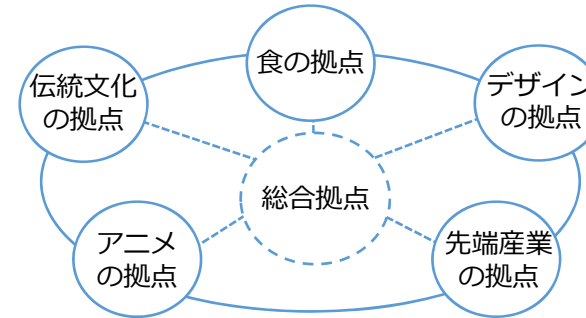 食の拠点
伝統文化
の拠点
デザイン
の拠点
総合拠点
アニメ
の拠点
先端産業
の拠点